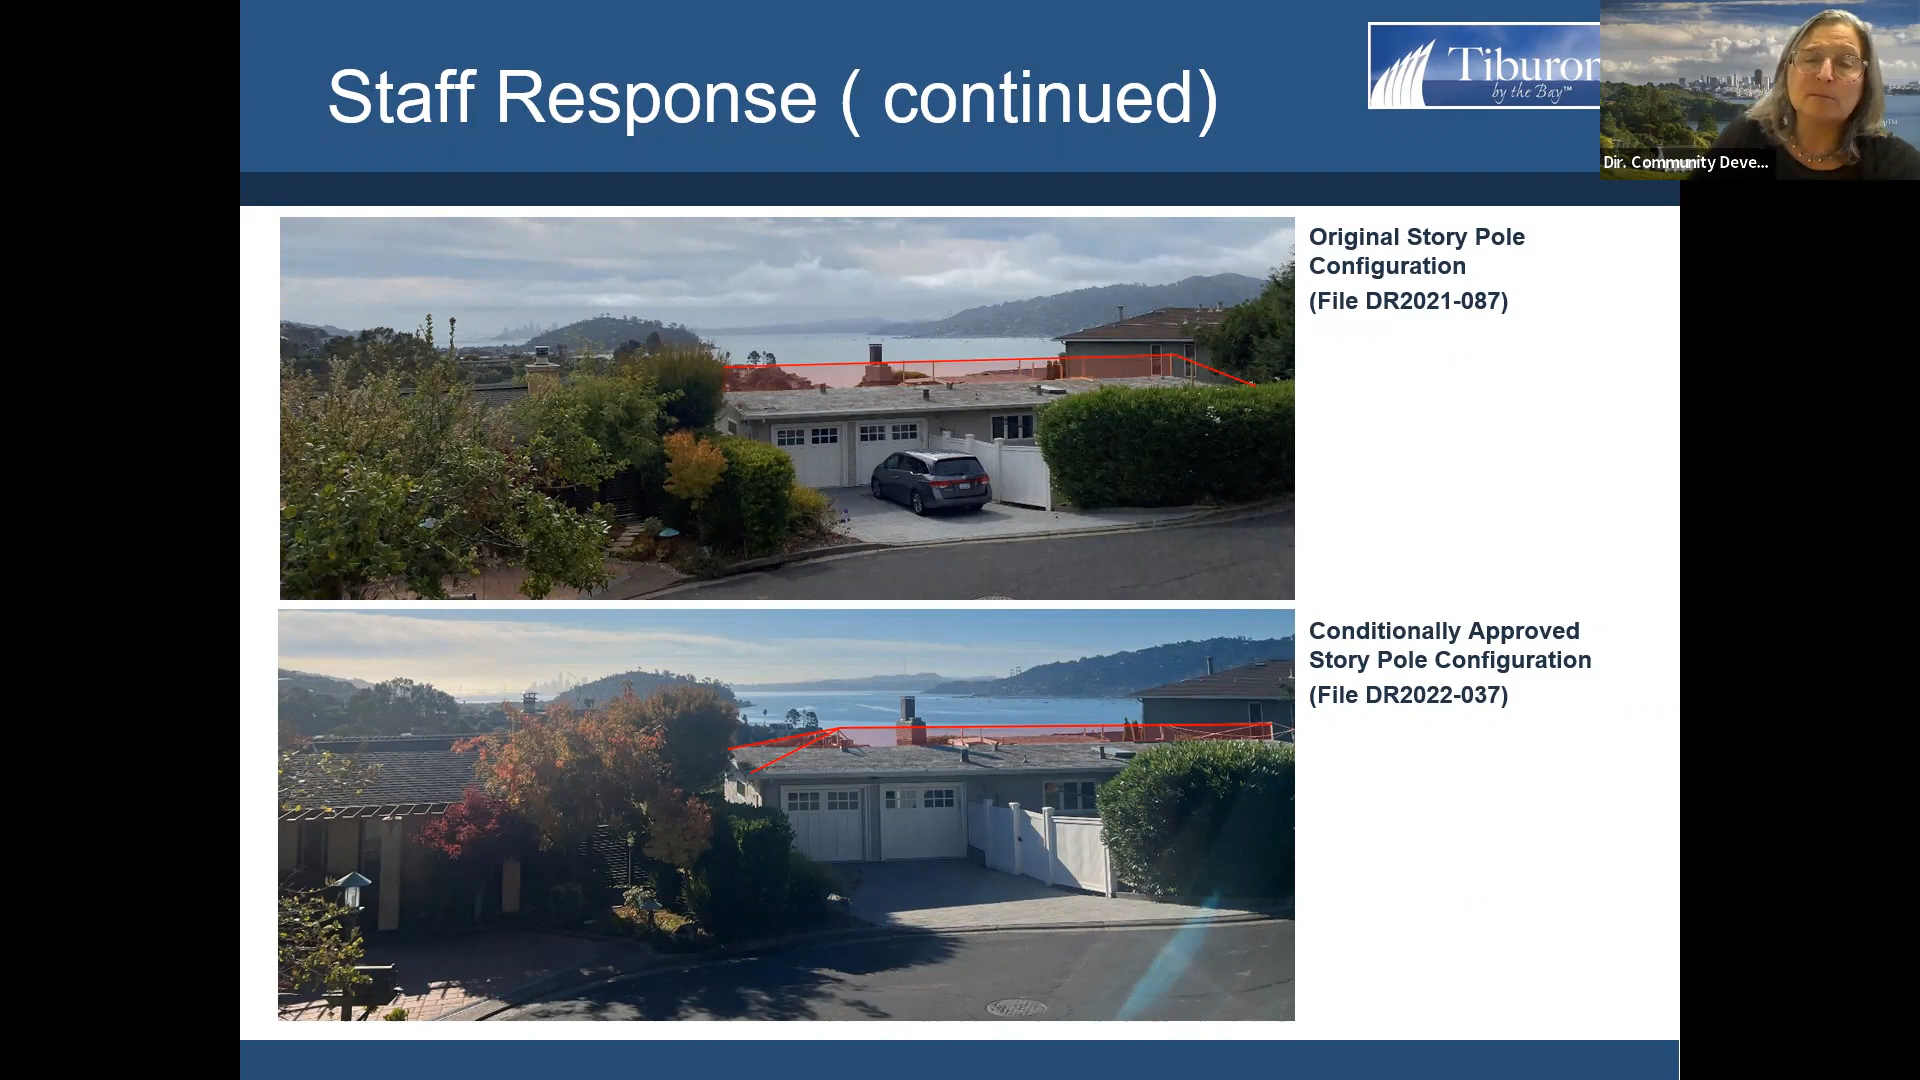 Staff Response ( continued)
Tiburon
by the Bay™
Dir. Community Deve...
Original Story Pole
Configuration
(File DR2021-087)
Conditionally Approved
Story Pole Configuration
(File DR2022-037)